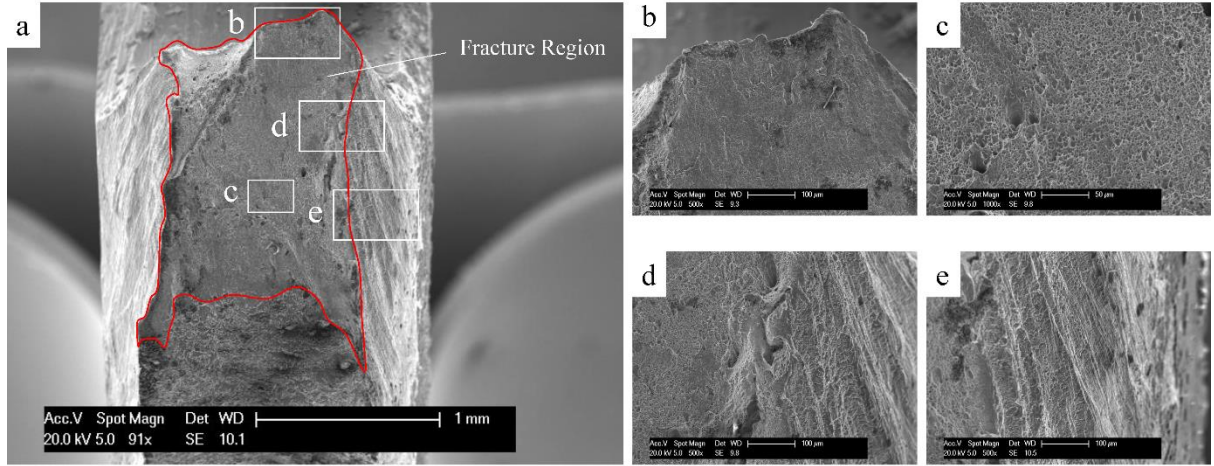 a
b
Fracture Region
d
c
e
Acc.V Spot Magn Det WD 1 mm
20.0 kV 5.0 91x SE 10.1
b
Acc.V Spot Magn Det WD 100 µm
20.0 kV 5.0 500x SE 9.3
c
Acc.V Spot Magn Det WD 50 µm
20.0 kV 5.0 1000x SE 9.8
d
Acc.V Spot Magn Det WD 100 µm
20.0 kV 5.0 500x SE 9.8
e
Acc.V Spot Magn Det WD 100 µm
20.0 kV 5.0 500x SE 10.5